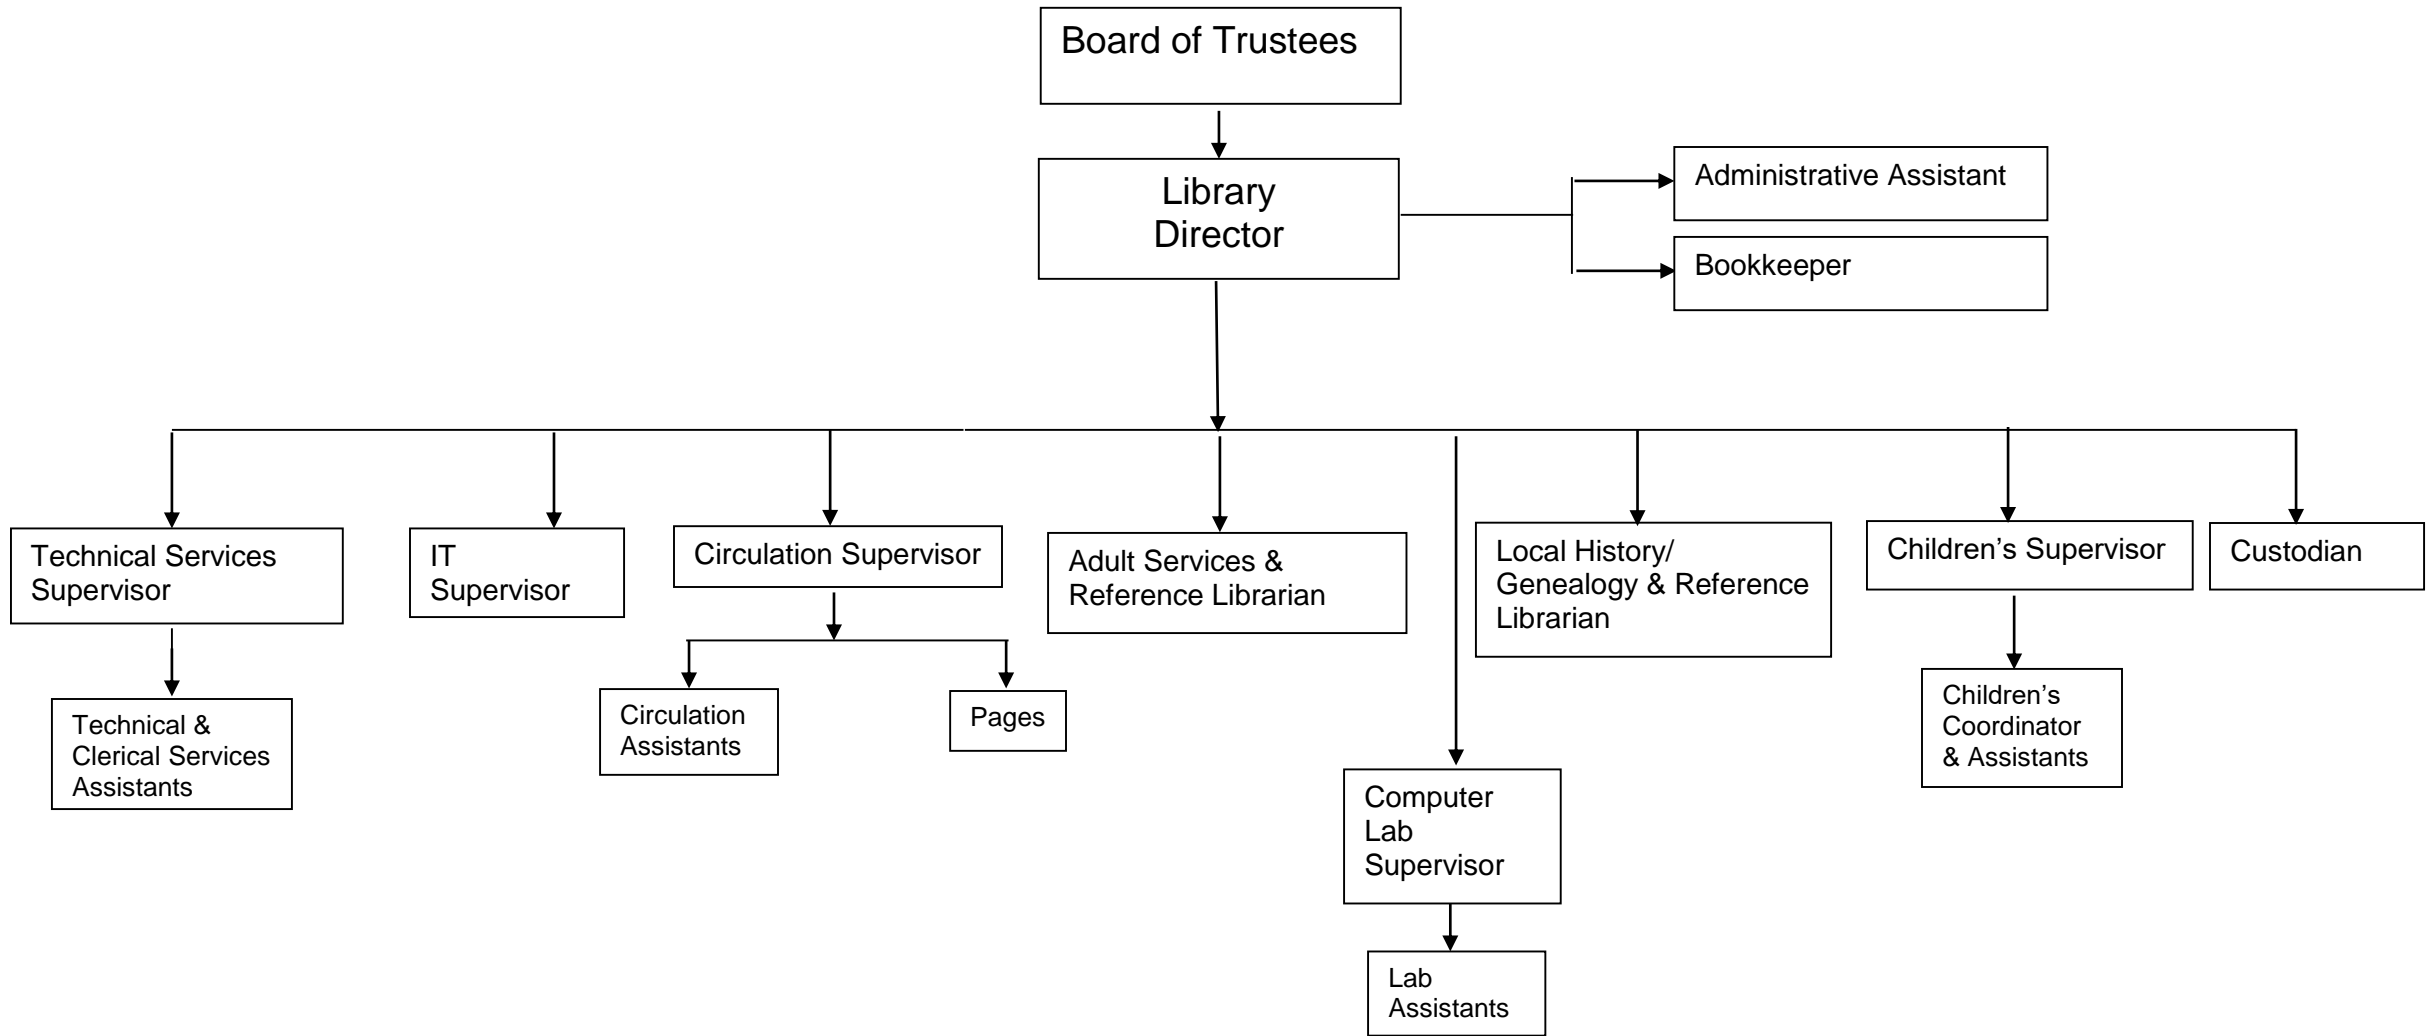 Board of Trustees
Library
Director
Administrative Assistant
Bookkeeper
Technical Services
Supervisor
IT
Supervisor
Circulation Supervisor
Adult Services &
Reference Librarian
Local History/
Genealogy & Reference
Librarian
Children’s Supervisor
Custodian
Technical &
Clerical Services
Assistants
Circulation
Assistants
Pages
Computer
Lab
Supervisor
Children’s
Coordinator
& Assistants
Lab
Assistants